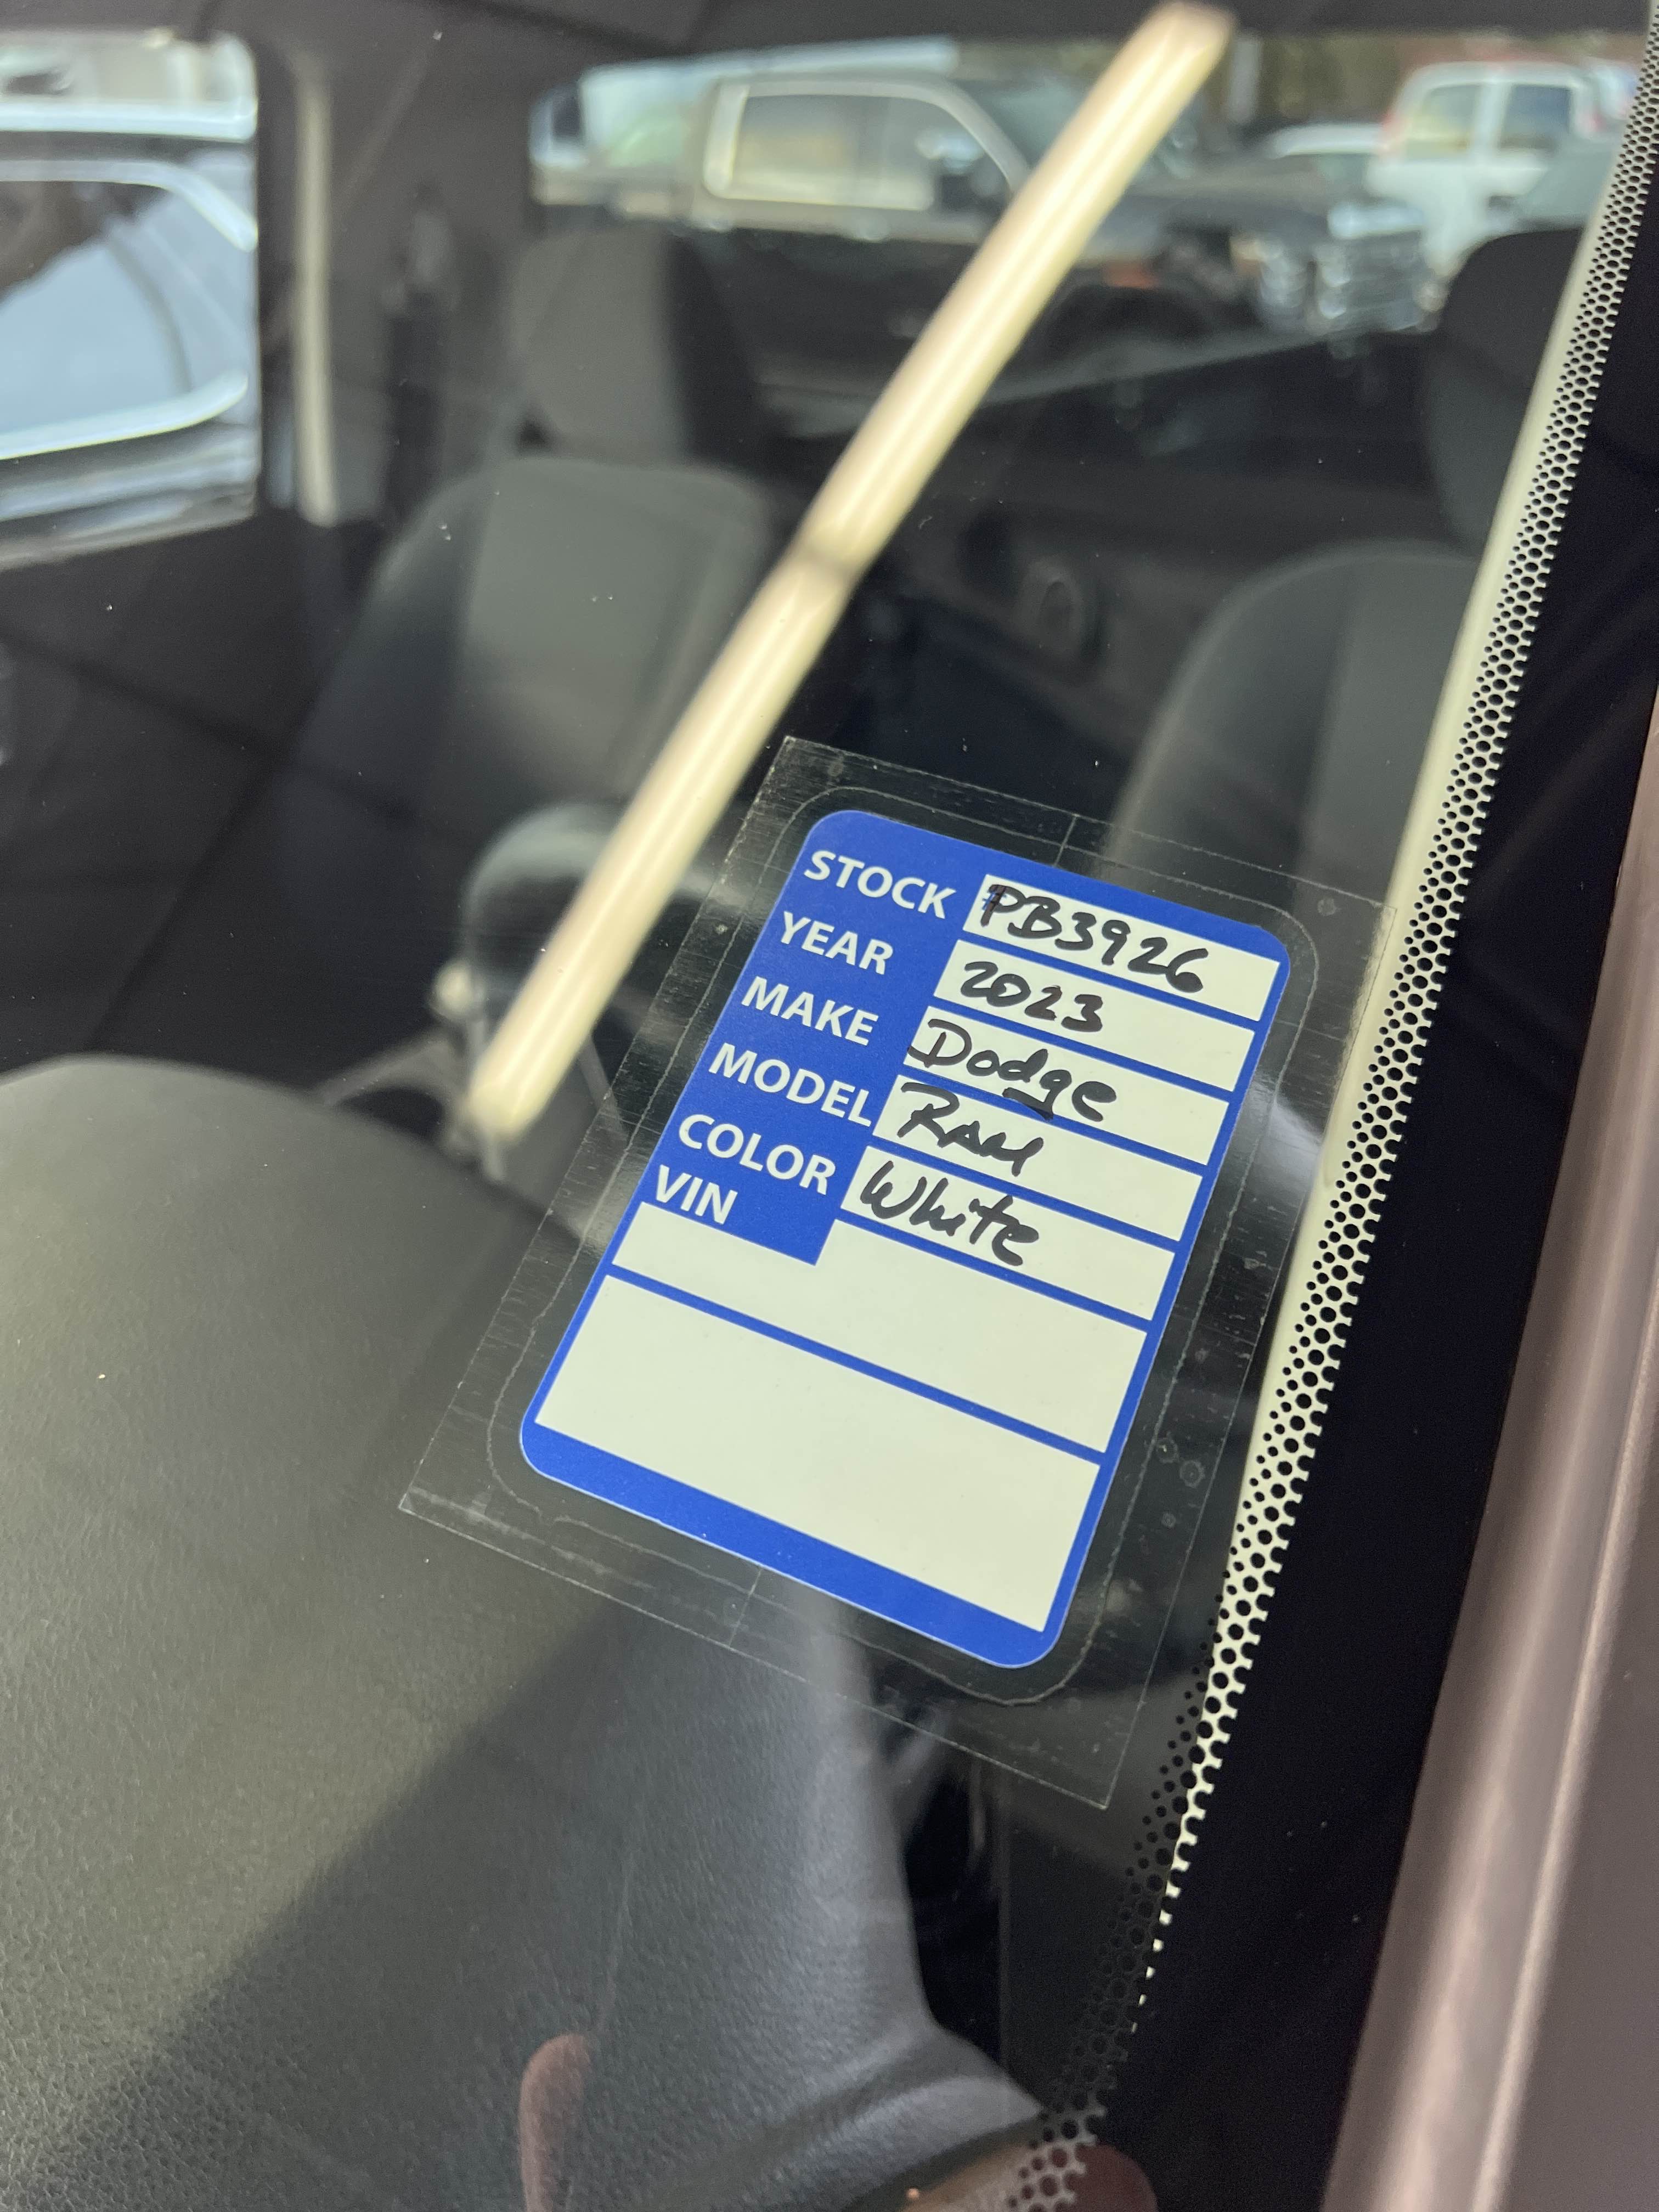 STOCK #PB3926
YEAR 2023
MAKE Dodge
MODEL RAM
COLOR White
VIN